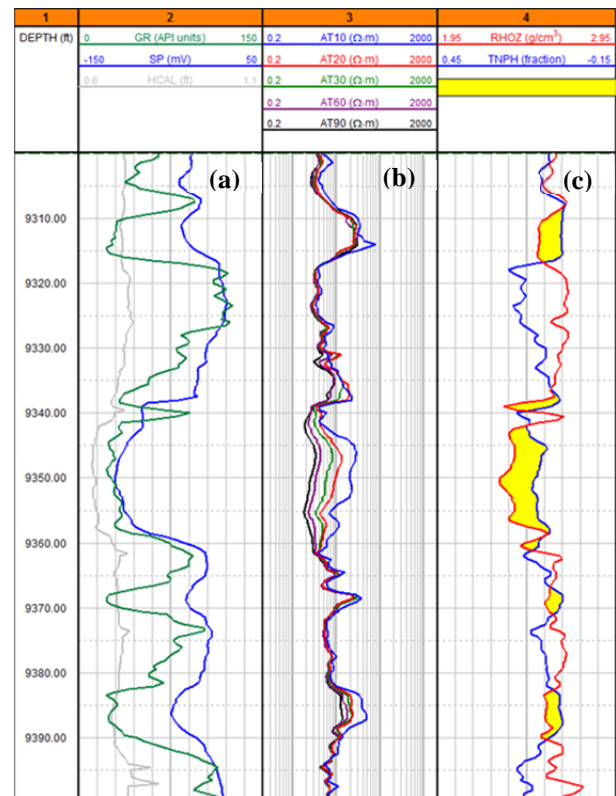 1 2 3 4
DEPTH (ft) 0 GR (API units) 150 0.2 AT10 (Ω·m) 2000 1.95 RHOZ (g/cm³) 2.95
-150 SP (mV) 50 0.2 AT20 (Ω·m) 2000 0.45 TNPH (fraction) -0.15
0.6 HCAL (ft) 1.1 0.2 AT30 (Ω·m) 2000
0.2 AT60 (Ω·m) 2000
0.2 AT90 (Ω·m) 2000
(a) (b) (c)
9310.00
9320.00
9330.00
9340.00
9350.00
9360.00
9370.00
9380.00
9390.00